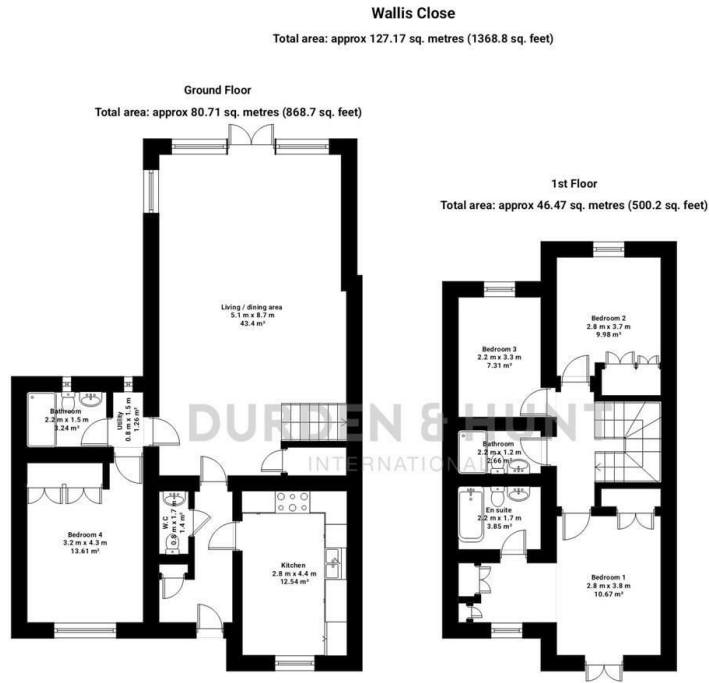 Wallis Close
Total area: approx 127.17 sq. metres (1368.8 sq. feet)
Ground Floor
Total area: approx 80.71 sq. metres (868.7 sq. feet)
1st Floor
Total area: approx 46.47 sq. metres (500.2 sq. feet)
Living / dining area
5.1 m x 8.7 m
43.4 m²
Bathroom
2.2 m x 1.5 m
3.24 m²
Utility
0.8 m x 1.5 m
1.26 m²
Bedroom 4
3.2 m x 4.3 m
13.61 m²
W.C
0.8 m x 1.7 m
1.4 m²
Kitchen
2.8 m x 4.4 m
12.54 m²
Bedroom 2
2.8 m x 3.7 m
9.98 m²
Bedroom 3
2.2 m x 3.3 m
7.31 m²
Bathroom
2.2 m x 1.2 m
2.66 m²
En suite
2.2 m x 1.7 m
3.85 m²
Bedroom 1
2.8 m x 3.8 m
10.67 m²
DURDEN & HUNT
INTERNATIONAL